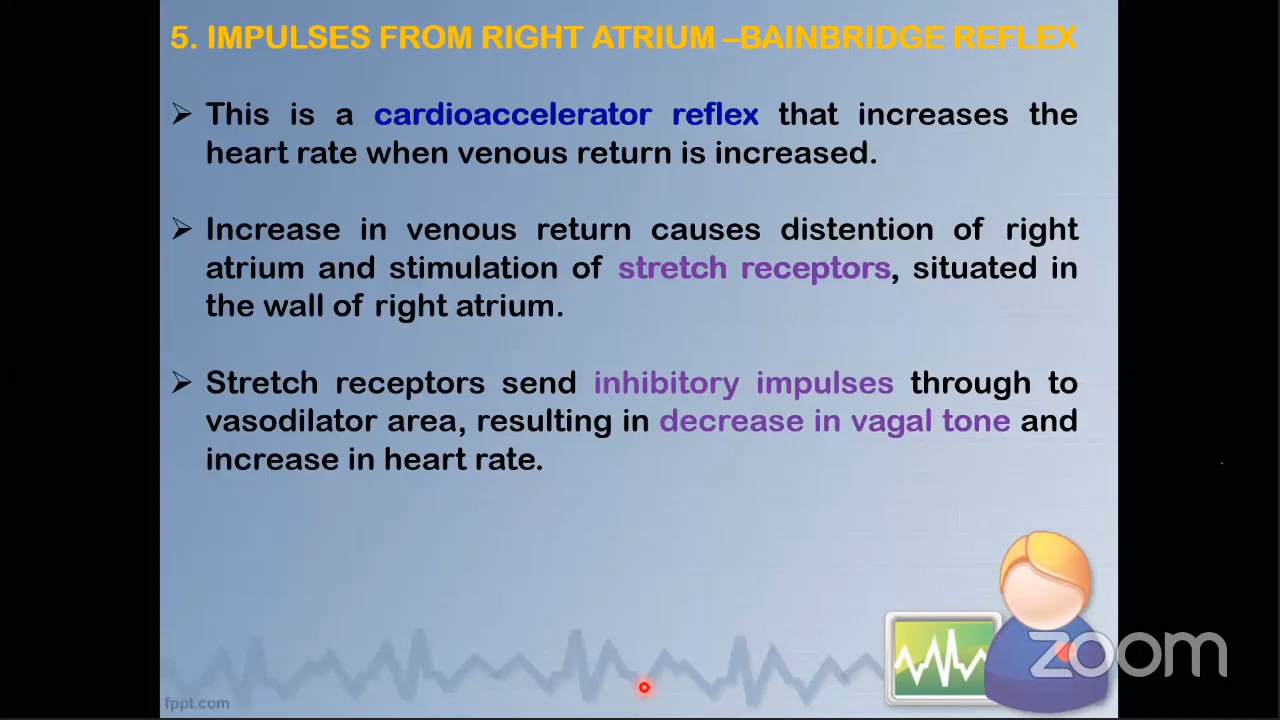 5. IMPULSES FROM RIGHT ATRIUM –BAINBRIDGE REFLEX
➢ This is a cardioaccelerator reflex that increases the
heart rate when venous return is increased.
➢ Increase in venous return causes distention of right
atrium and stimulation of stretch receptors, situated in
the wall of right atrium.
➢ Stretch receptors send inhibitory impulses through to
vasodilator area, resulting in decrease in vagal tone and
increase in heart rate.
zoom
fppt.com